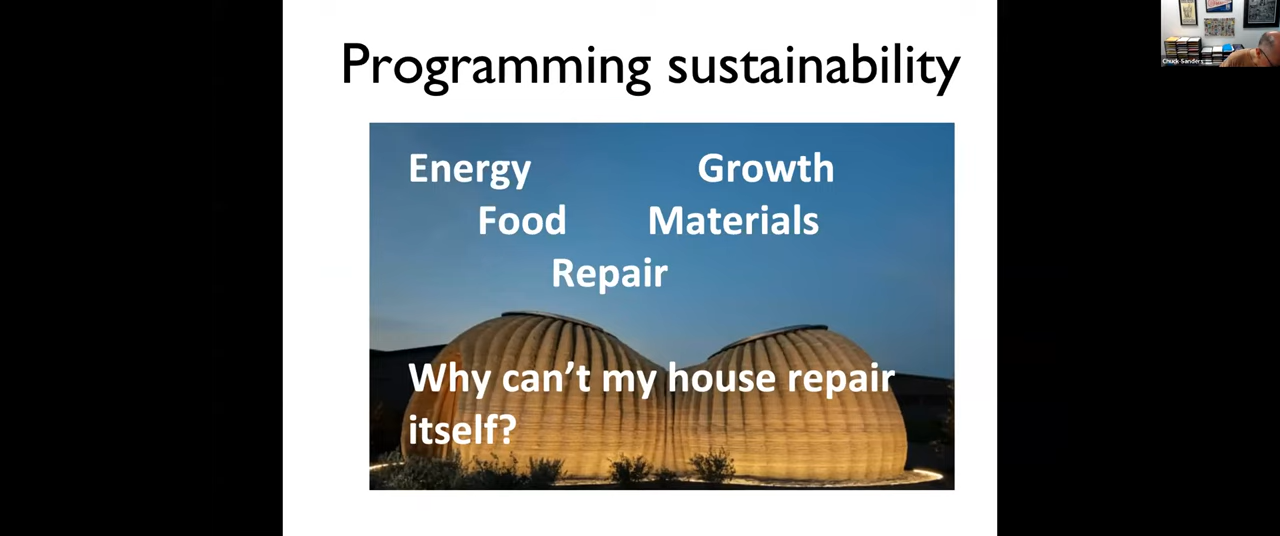 Programming sustainability
Energy Growth
Food Materials
Repair
Why can't my house repair
itself?
Chuck Sanders